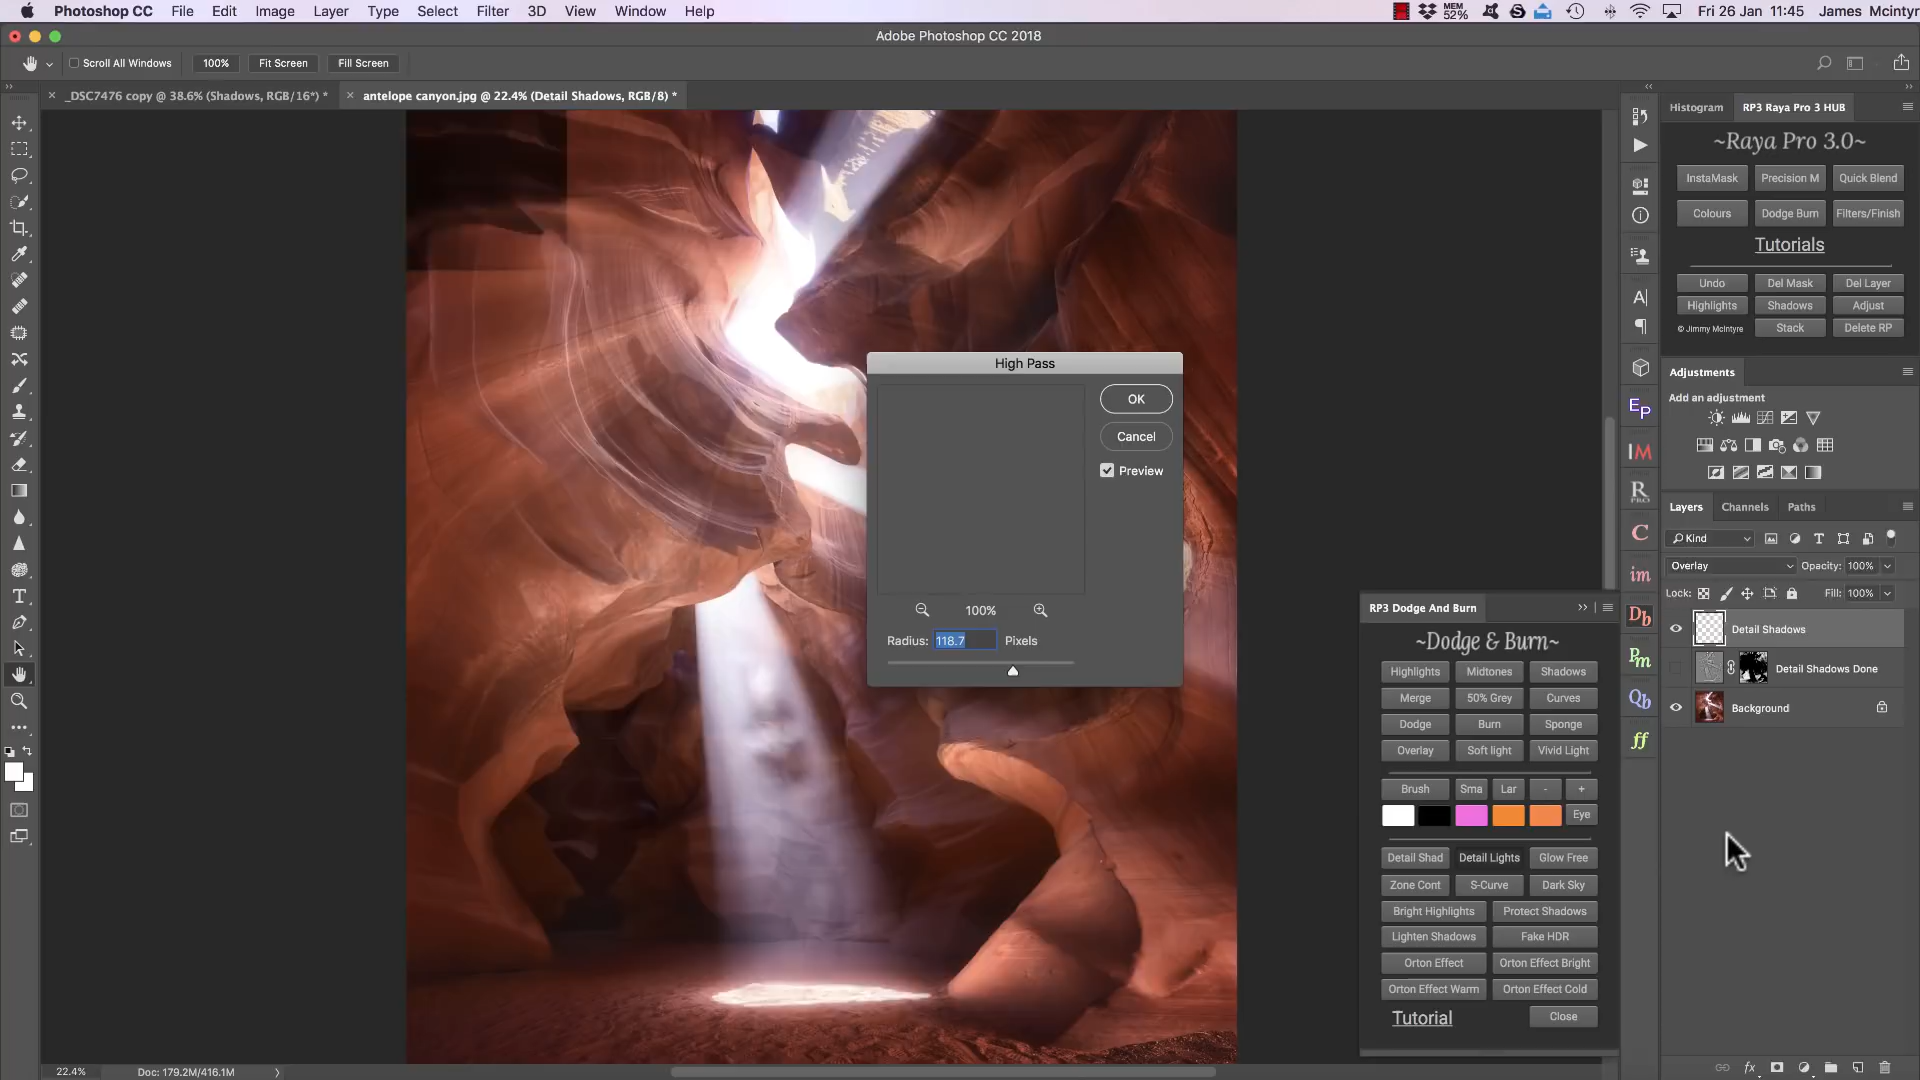 Photoshop CC File Edit Image Layer Type Select Filter 3D View Window Help MEM 52% Fri 26 Jan 11:45 James Mcintyr
Adobe Photoshop CC 2018
Scroll All Windows 100% Fit Screen Fill Screen
_DSC7476 copy @ 38.6% (Shadows, RGB/16*) *
antelope canyon.jpg @ 22.4% (Detail Shadows, RGB/8) *
Histogram RP3 Raya Pro 3 HUB
~Raya Pro 3.0~
InstaMask Precision M Quick Blend
Colours Dodge Burn Filters/Finish
Tutorials
Undo Del Mask Del Layer
Highlights Shadows Adjust
© Jimmy McIntyre Stack Delete RP
Adjustments
Add an adjustment
Layers Channels Paths
Kind
Overlay Opacity: 100%
Lock: Fill: 100%
Detail Shadows
Detail Shadows Done
Background
EP
IM
R PRO
C
im
Db
Pm
Qb
ff
High Pass
OK
Cancel
Preview
100%
Radius: 118.7 Pixels
RP3 Dodge And Burn
~Dodge & Burn~
Highlights Midtones Shadows
Merge 50% Grey Curves
Dodge Burn Sponge
Overlay Soft light Vivid Light
Brush Sma Lar - +
Eye
Detail Shad Detail Lights Glow Free
Zone Cont S-Curve Dark Sky
Bright Highlights Protect Shadows
Lighten Shadows Fake HDR
Orton Effect Orton Effect Bright
Orton Effect Warm Orton Effect Cold
Tutorial Close
22.4% Doc: 179.2M/416.1M